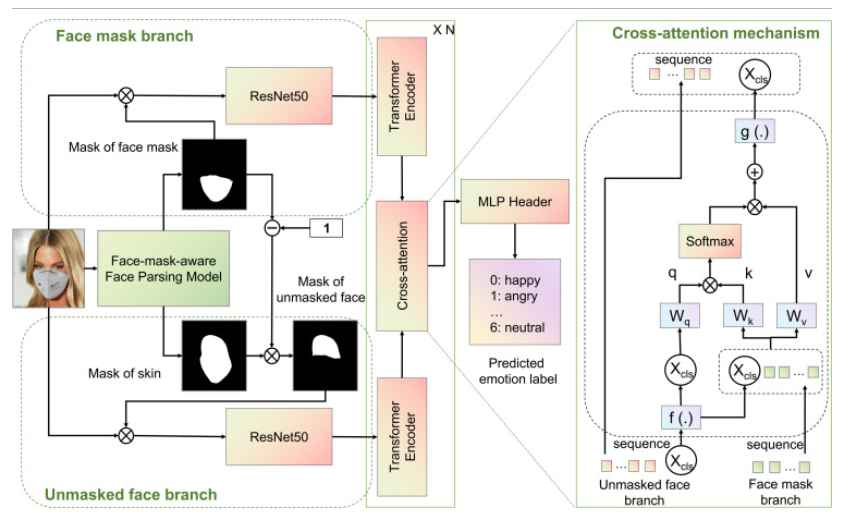 Face mask branch
ResNet50
Mask of face mask
Face-mask-aware
Face Parsing Model
1
Mask of
unmasked face
Mask of skin
ResNet50
Unmasked face branch
X N
Transformer
Encoder
Cross-attention
Transformer
Encoder
MLP Header
0: happy
1: angry
...
6: neutral
Predicted
emotion label
Cross-attention mechanism
sequence
...
Xcls
g (.)
Softmax
q
k
v
Wq
Wk
Wv
Xcls
Xcls
...
f (.)
sequence
...
Xcls
Unmasked face
branch
sequence
...
Face mask
branch